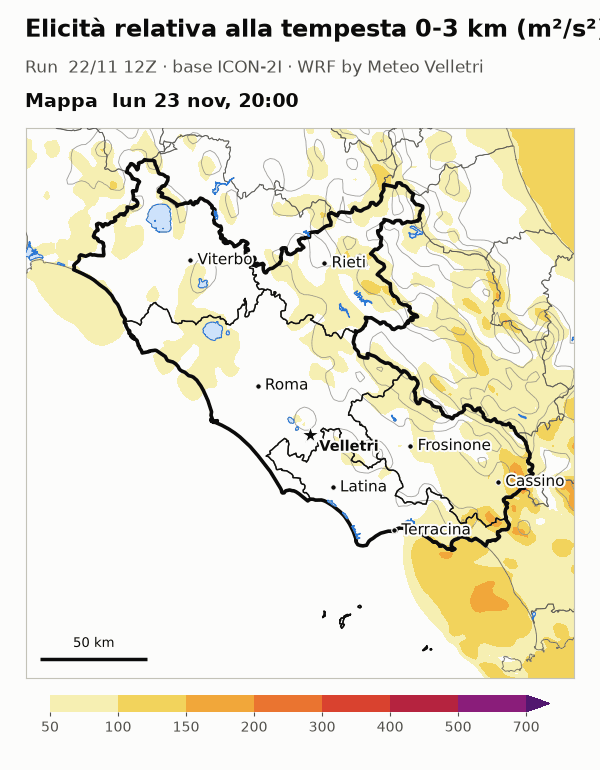 Elicità relativa alla tempesta 0-3 km (m²/s²)
Run 22/11 12Z · base ICON-2I · WRF by Meteo Velletri
Mappa lun 23 nov, 20:00
Viterbo
Rieti
Roma
Velletri
Frosinone
Latina
Cassino
Terracina
50 km
50 100 150 200 300 400 500 700